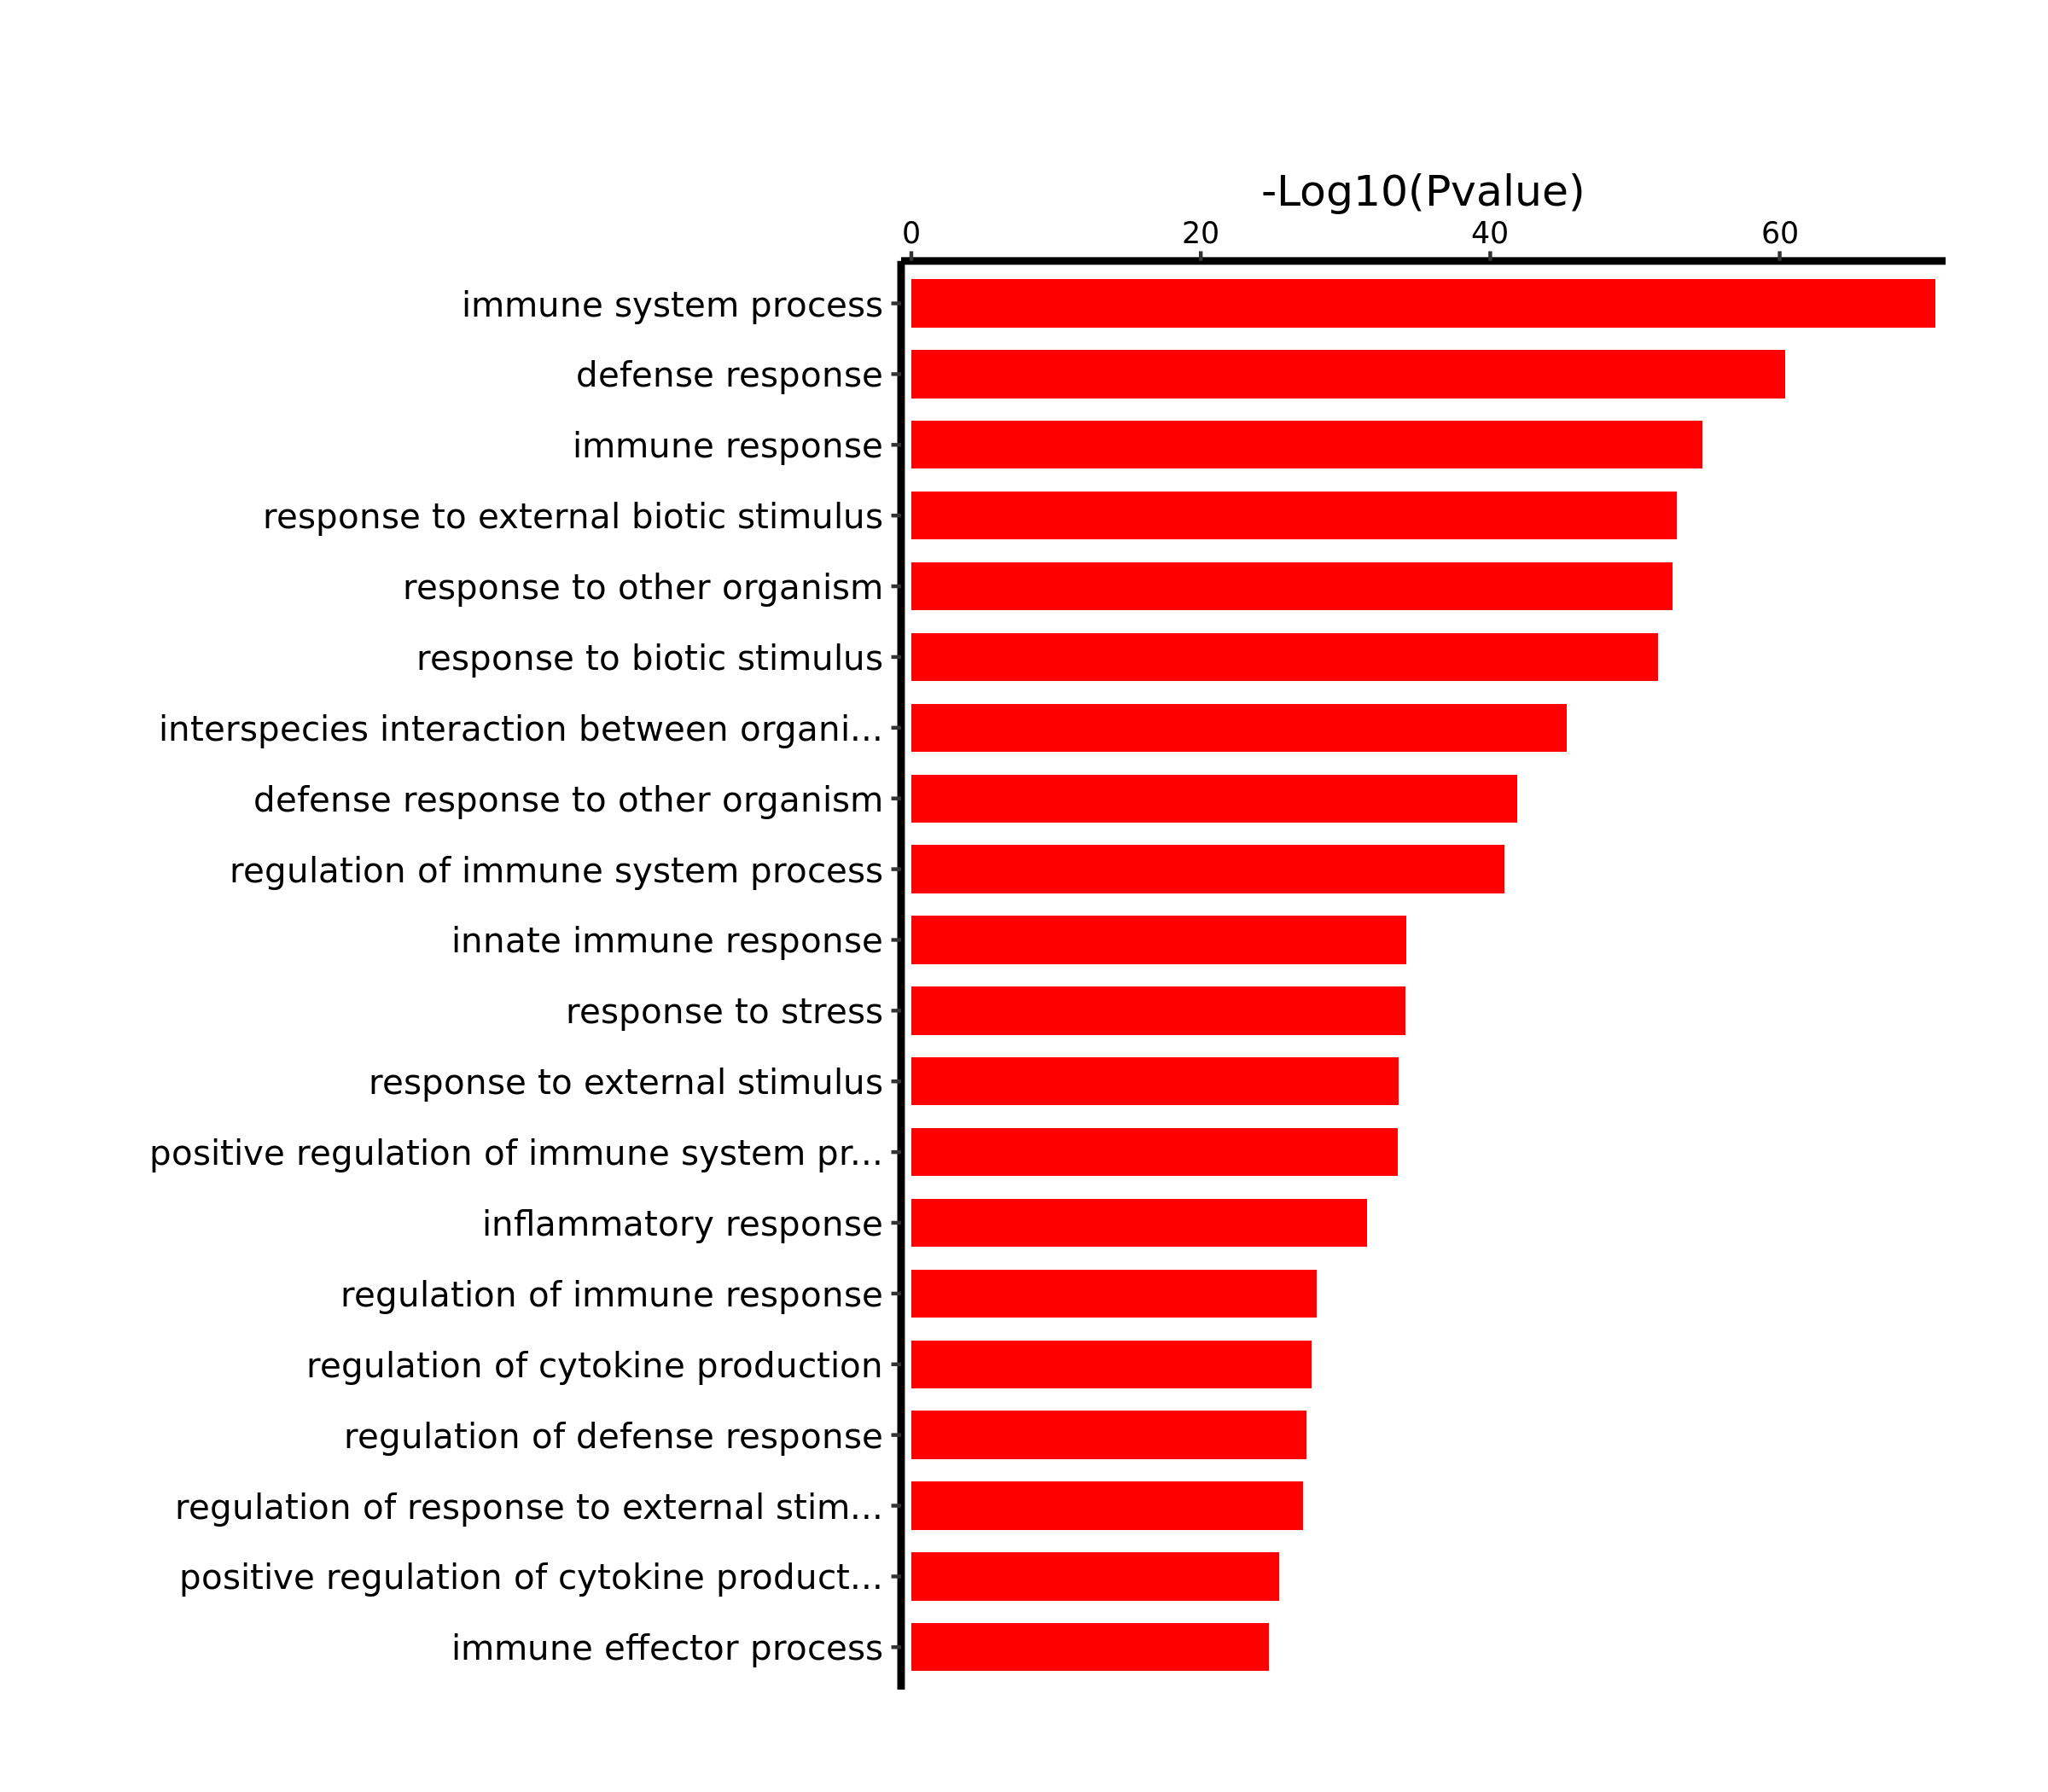 -Log10(Pvalue)
0 20 40 60
immune system process
defense response
immune response
response to external biotic stimulus
response to other organism
response to biotic stimulus
interspecies interaction between organi...
defense response to other organism
regulation of immune system process
innate immune response
response to stress
response to external stimulus
positive regulation of immune system pr...
inflammatory response
regulation of immune response
regulation of cytokine production
regulation of defense response
regulation of response to external stim...
positive regulation of cytokine product...
immune effector process